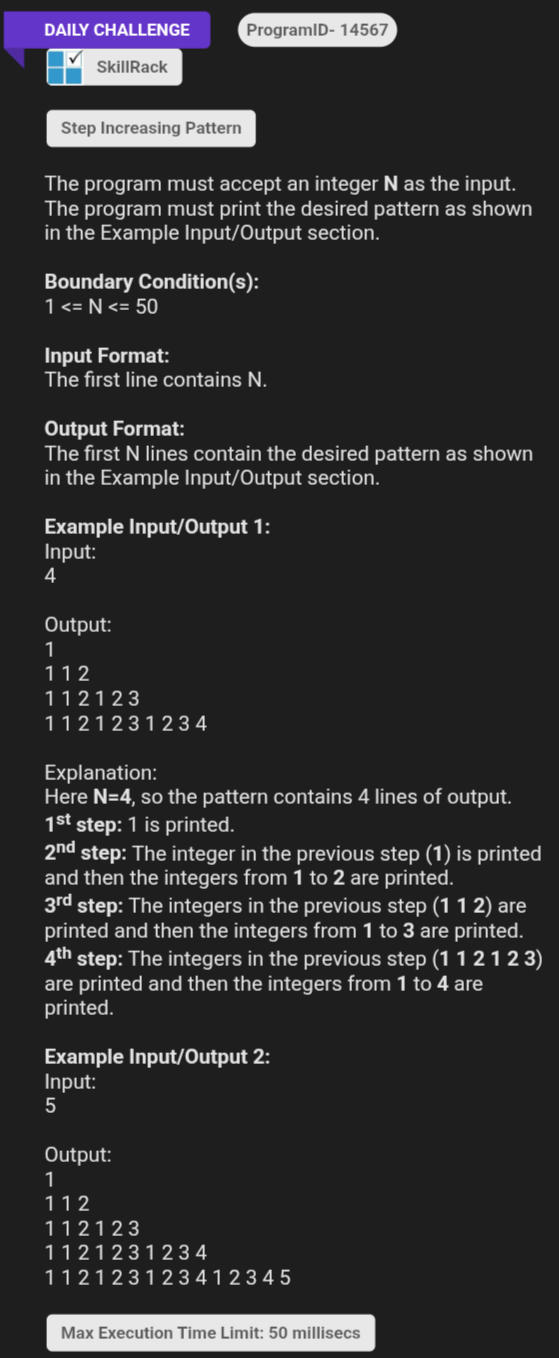 DAILY CHALLENGE
ProgramID- 14567
SkillRack
Step Increasing Pattern
The program must accept an integer N as the input.
The program must print the desired pattern as shown
in the Example Input/Output section.
Boundary Condition(s):
1 <= N <= 50
Input Format:
The first line contains N.
Output Format:
The first N lines contain the desired pattern as shown
in the Example Input/Output section.
Example Input/Output 1:
Input:
4
Output:
1
1 1 2
1 1 2 1 2 3
1 1 2 1 2 3 1 2 3 4
Explanation:
Here N=4, so the pattern contains 4 lines of output.
1st step: 1 is printed.
2nd step: The integer in the previous step (1) is printed
and then the integers from 1 to 2 are printed.
3rd step: The integers in the previous step (1 1 2) are
printed and then the integers from 1 to 3 are printed.
4th step: The integers in the previous step (1 1 2 1 2 3)
are printed and then the integers from 1 to 4 are
printed.
Example Input/Output 2:
Input:
5
Output:
1
1 1 2
1 1 2 1 2 3
1 1 2 1 2 3 1 2 3 4
1 1 2 1 2 3 1 2 3 4 1 2 3 4 5
Max Execution Time Limit: 50 millisecs